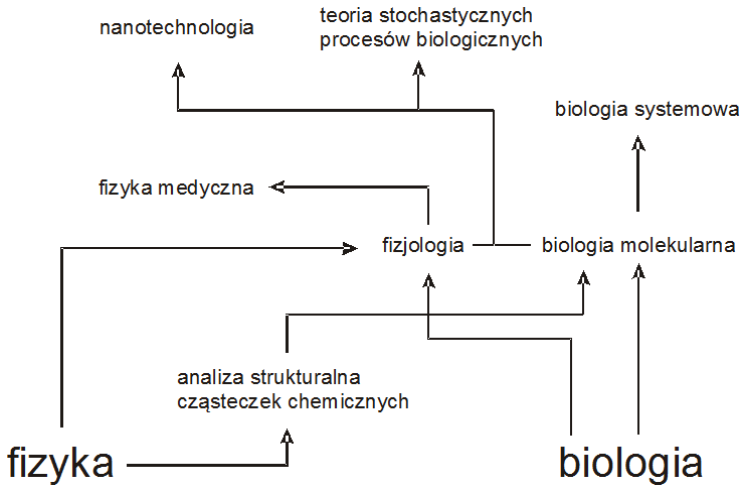 nanotechnologia
teoria stochastycznych
procesów biologicznych
biologia systemowa
fizyka medyczna
fizjologia
biologia molekularna
analiza strukturalna
cząsteczek chemicznych
fizyka
biologia